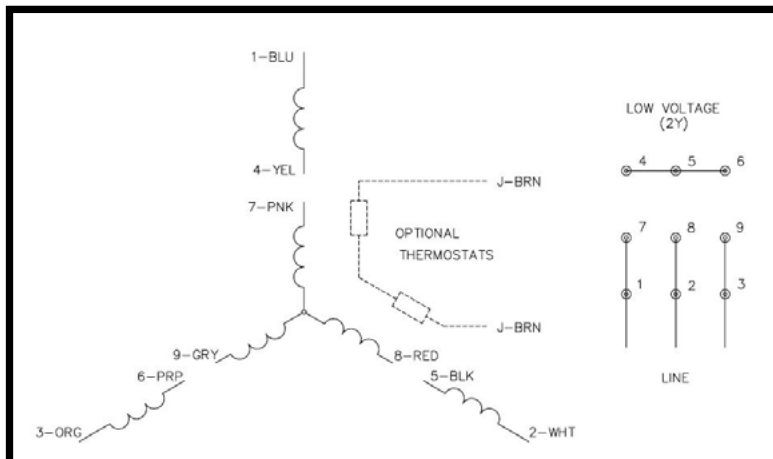 1-BLU
4-YEL
7-PNK
9-GRY
6-PRP
3-ORG
8-RED
5-BLK
2-WHT
J-BRN
OPTIONAL
THERMOSTATS
J-BRN
LOW VOLTAGE
(2Y)
4 5 6
7 8 9
1 2 3
LINE